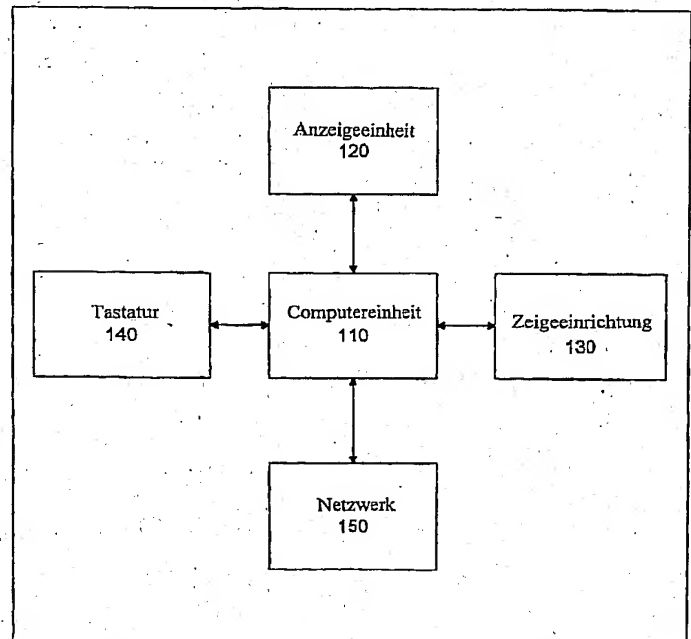 Anzeigeeinheit
120
Tastatur
140
Computereinheit
110
Zeigeeinrichtung
130
Netzwerk
150